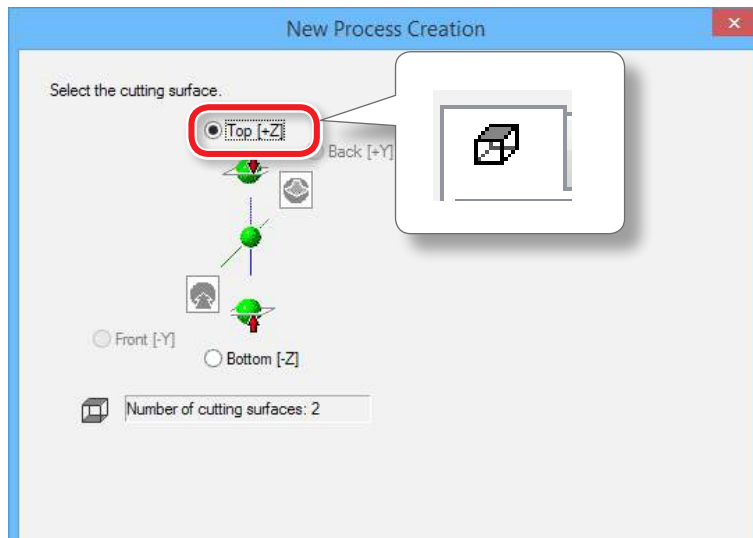 New Process Creation
Select the cutting surface.
Top [+Z]
Back [+Y]
Front [-Y]
Bottom [-Z]
Number of cutting surfaces: 2